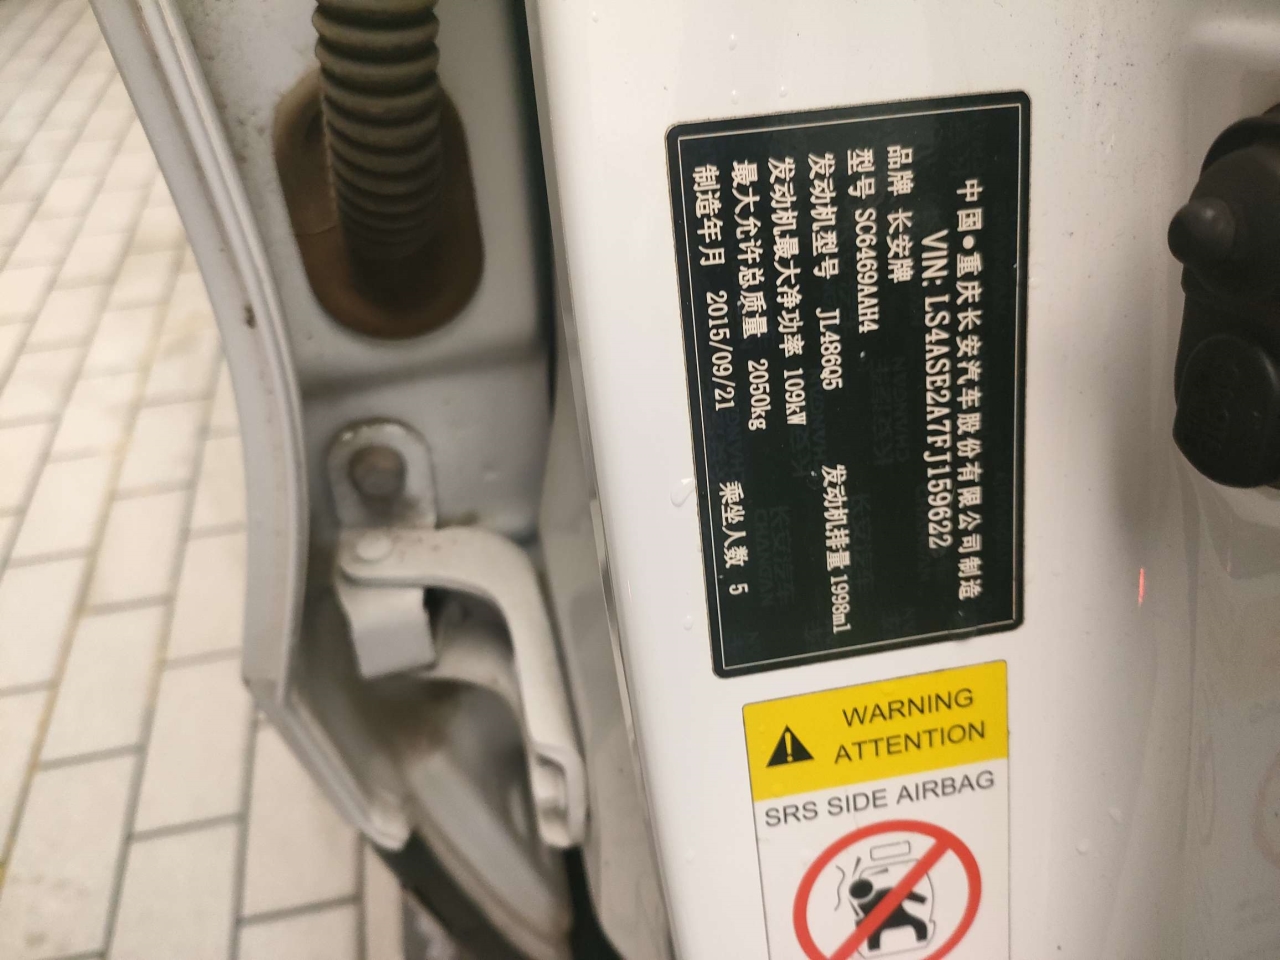 中国●重庆长安汽车股份有限公司制造
VIN: LS4ASE2A7FJ159622
品牌 长安牌
型号 SC6469AAH4
发动机型号 JL486Q5 发动机排量 1998ml
发动机最大净功率 109kW
最大允许总质量 2050kg
制造年月 2015/09/21 乘坐人数 5
WARNING
ATTENTION
SRS SIDE AIRBAG